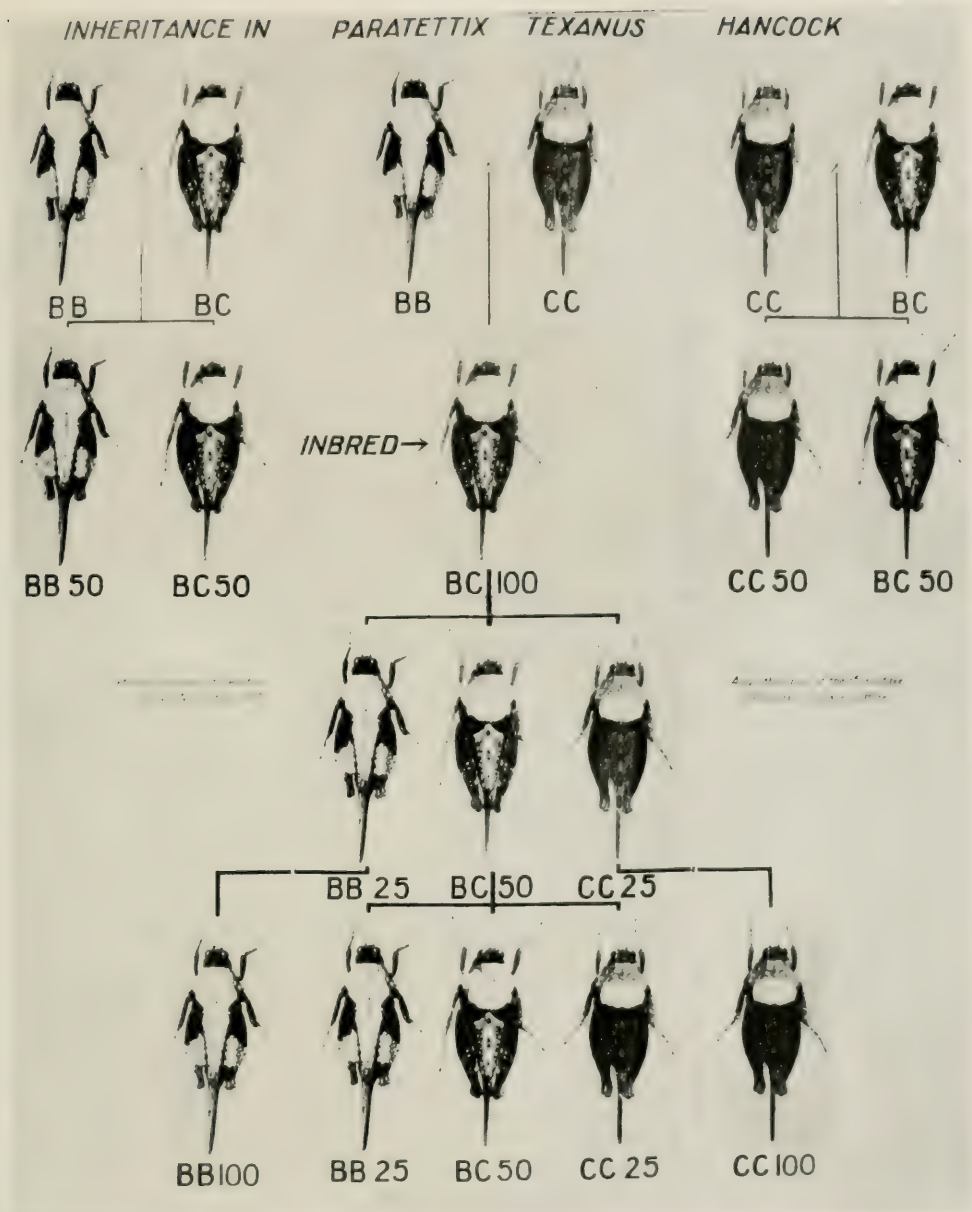 INHERITANCE IN PARATETTIX TEXANUS HANCOCK
BB BC BB CC CC BC
INBRED→
BB 50 BC 50 BC 100 CC 50 BC 50
BB 25 BC 50 CC 25
BB 100 BB 25 BC 50 CC 25 CC 100